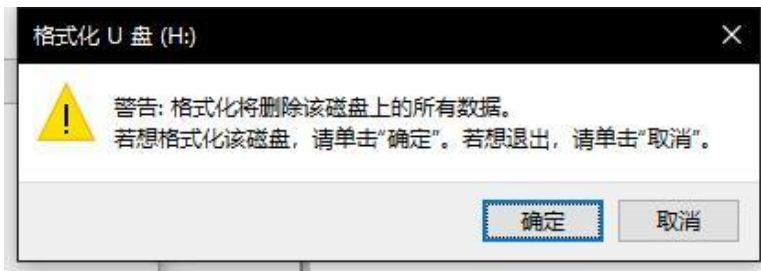 格式化 U 盘 (H:)
警告: 格式化将删除该磁盘上的所有数据。
若想格式化该磁盘，请单击“确定”。若想退出，请单击“取消”。
确定
取消